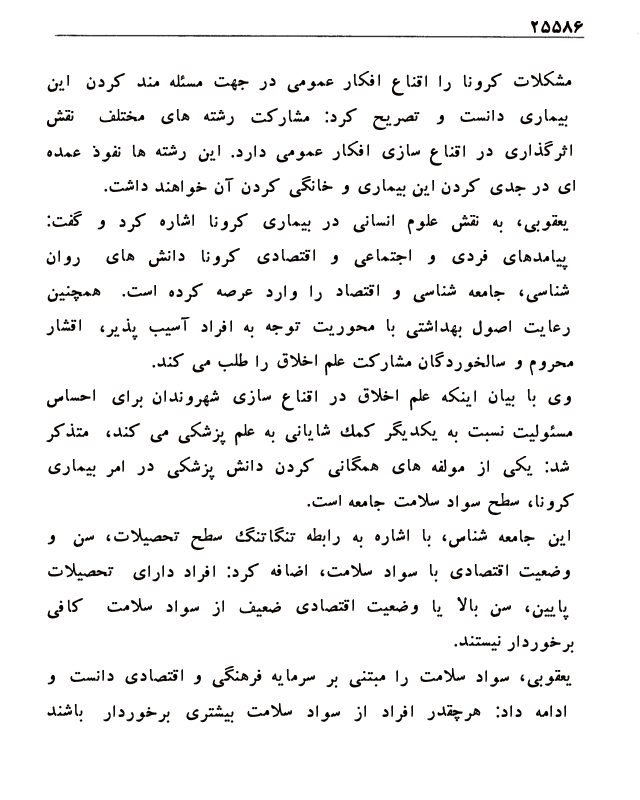 ۲۵۵۸۶
مشکلات کرونا را اقناع افکار عمومی در جهت مسئله مند کردن این
بیماری دانست و تصریح کرد: مشارکت رشته های مختلف نقش
اثرگذاری در اقناع سازی افکار عمومی دارد. این رشته ها نفوذ عمده
ای در جدی کردن این بیماری و خانگی کردن آن خواهند داشت.
یعقوبی، به نقش علوم انسانی در بیماری کرونا اشاره کرد و گفت:
پیامدهای فردی و اجتماعی و اقتصادی کرونا دانش های روان
شناسی، جامعه شناسی و اقتصاد را وارد عرصه کرده است. همچنین
رعایت اصول بهداشتی با محوریت توجه به افراد آسیب پذیر، اقشار
محروم و سالخوردگان مشارکت علم اخلاق را طلب می کند.
وی با بیان اینکه علم اخلاق در اقناع سازی شهروندان برای احساس
مسئولیت نسبت به یکدیگر کمك شایانی به علم پزشکی می کند، متذکر
شد: یکی از مولفه های همگانی کردن دانش پزشکی در امر بیماری
کرونا، سطح سواد سلامت جامعه است.
این جامعه شناس، با اشاره به رابطه تنگاتنگ سطح تحصیلات، سن و
وضعیت اقتصادی با سواد سلامت، اضافه کرد: افراد دارای تحصیلات
پایین، سن بالا یا وضعیت اقتصادی ضعیف از سواد سلامت کافی
برخوردار نیستند.
یعقوبی، سواد سلامت را مبتنی بر سرمایه فرهنگی و اقتصادی دانست و
ادامه داد: هرچقدر افراد از سواد سلامت بیشتری برخوردار باشند